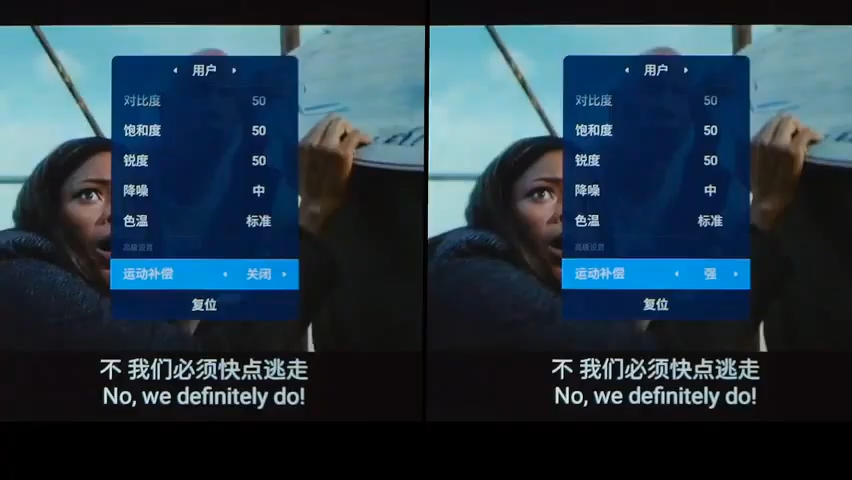 用户
对比度 50
饱和度 50
锐度 50
降噪 中
色温 标准
高级设置
运动补偿 关闭
复位
不 我们必须快点逃走
No, we definitely do!
用户
对比度 50
饱和度 50
锐度 50
降噪 中
色温 标准
高级设置
运动补偿 强
复位
不 我们必须快点逃走
No, we definitely do!